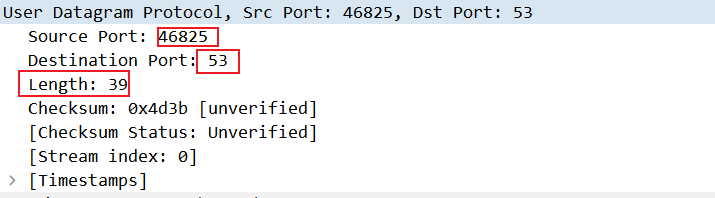 User Datagram Protocol, Src Port: 46825, Dst Port: 53
Source Port: 46825
Destination Port: 53
Length: 39
Checksum: 0x4d3b [unverified]
[Checksum Status: Unverified]
[Stream index: 0]
> [Timestamps]